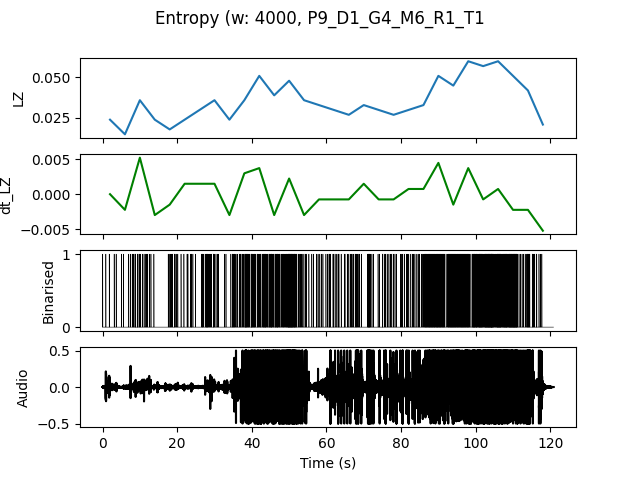 Entropy (w: 4000, P9_D1_G4_M6_R1_T1
0.050
0.025
LZ
0.005
0.000
−0.005
dt_LZ
1
0
Binarised
0.5
0.0
−0.5
Audio
0 20 40 60 80 100 120
Time (s)